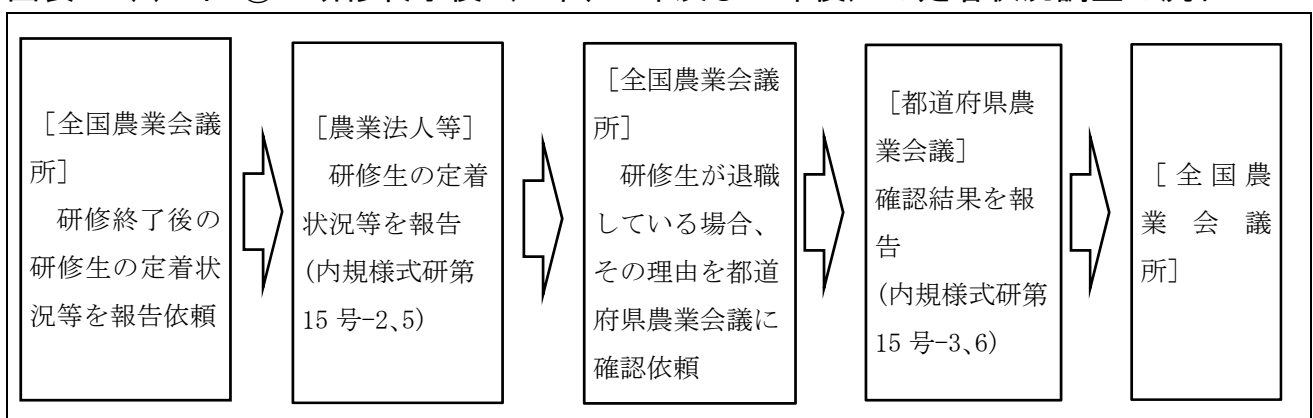 [全国農業会議
所]
研修終了後の
研修生の定着状
況等を報告依頼
[農業法人等]
研修生の定着
状況等を報告
(内規様式研第
15 号-2、5)
[全国農業会議
所]
研修生が退職
している場合、
その理由を都道
府県農業会議に
確認依頼
[都道府県農
業会議]
確認結果を報
告
(内規様式研第
15 号-3、6)
[全国農
業会議
所]